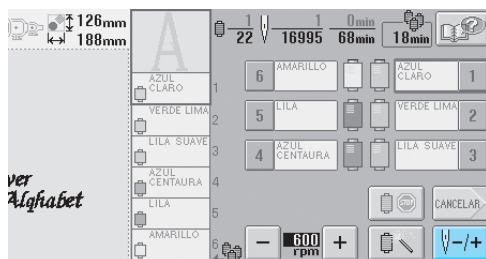 126mm
188mm
1
22
1
16995
0min
68min
18min
A
AZUL
CLARO
1
VERDE LIMA
2
LILA SUAVE
3
AZUL
CENTAURA
4
LILA
5
AMARILLO
6
ver
Alqhabet
6
AMARILLO
AZUL
CLARO
1
5
LILA
VERDE LIMA
2
4
AZUL
CENTAURA
LILA SUAVE
3
STOP
CANCELAR
−
600
rpm
+
−/+